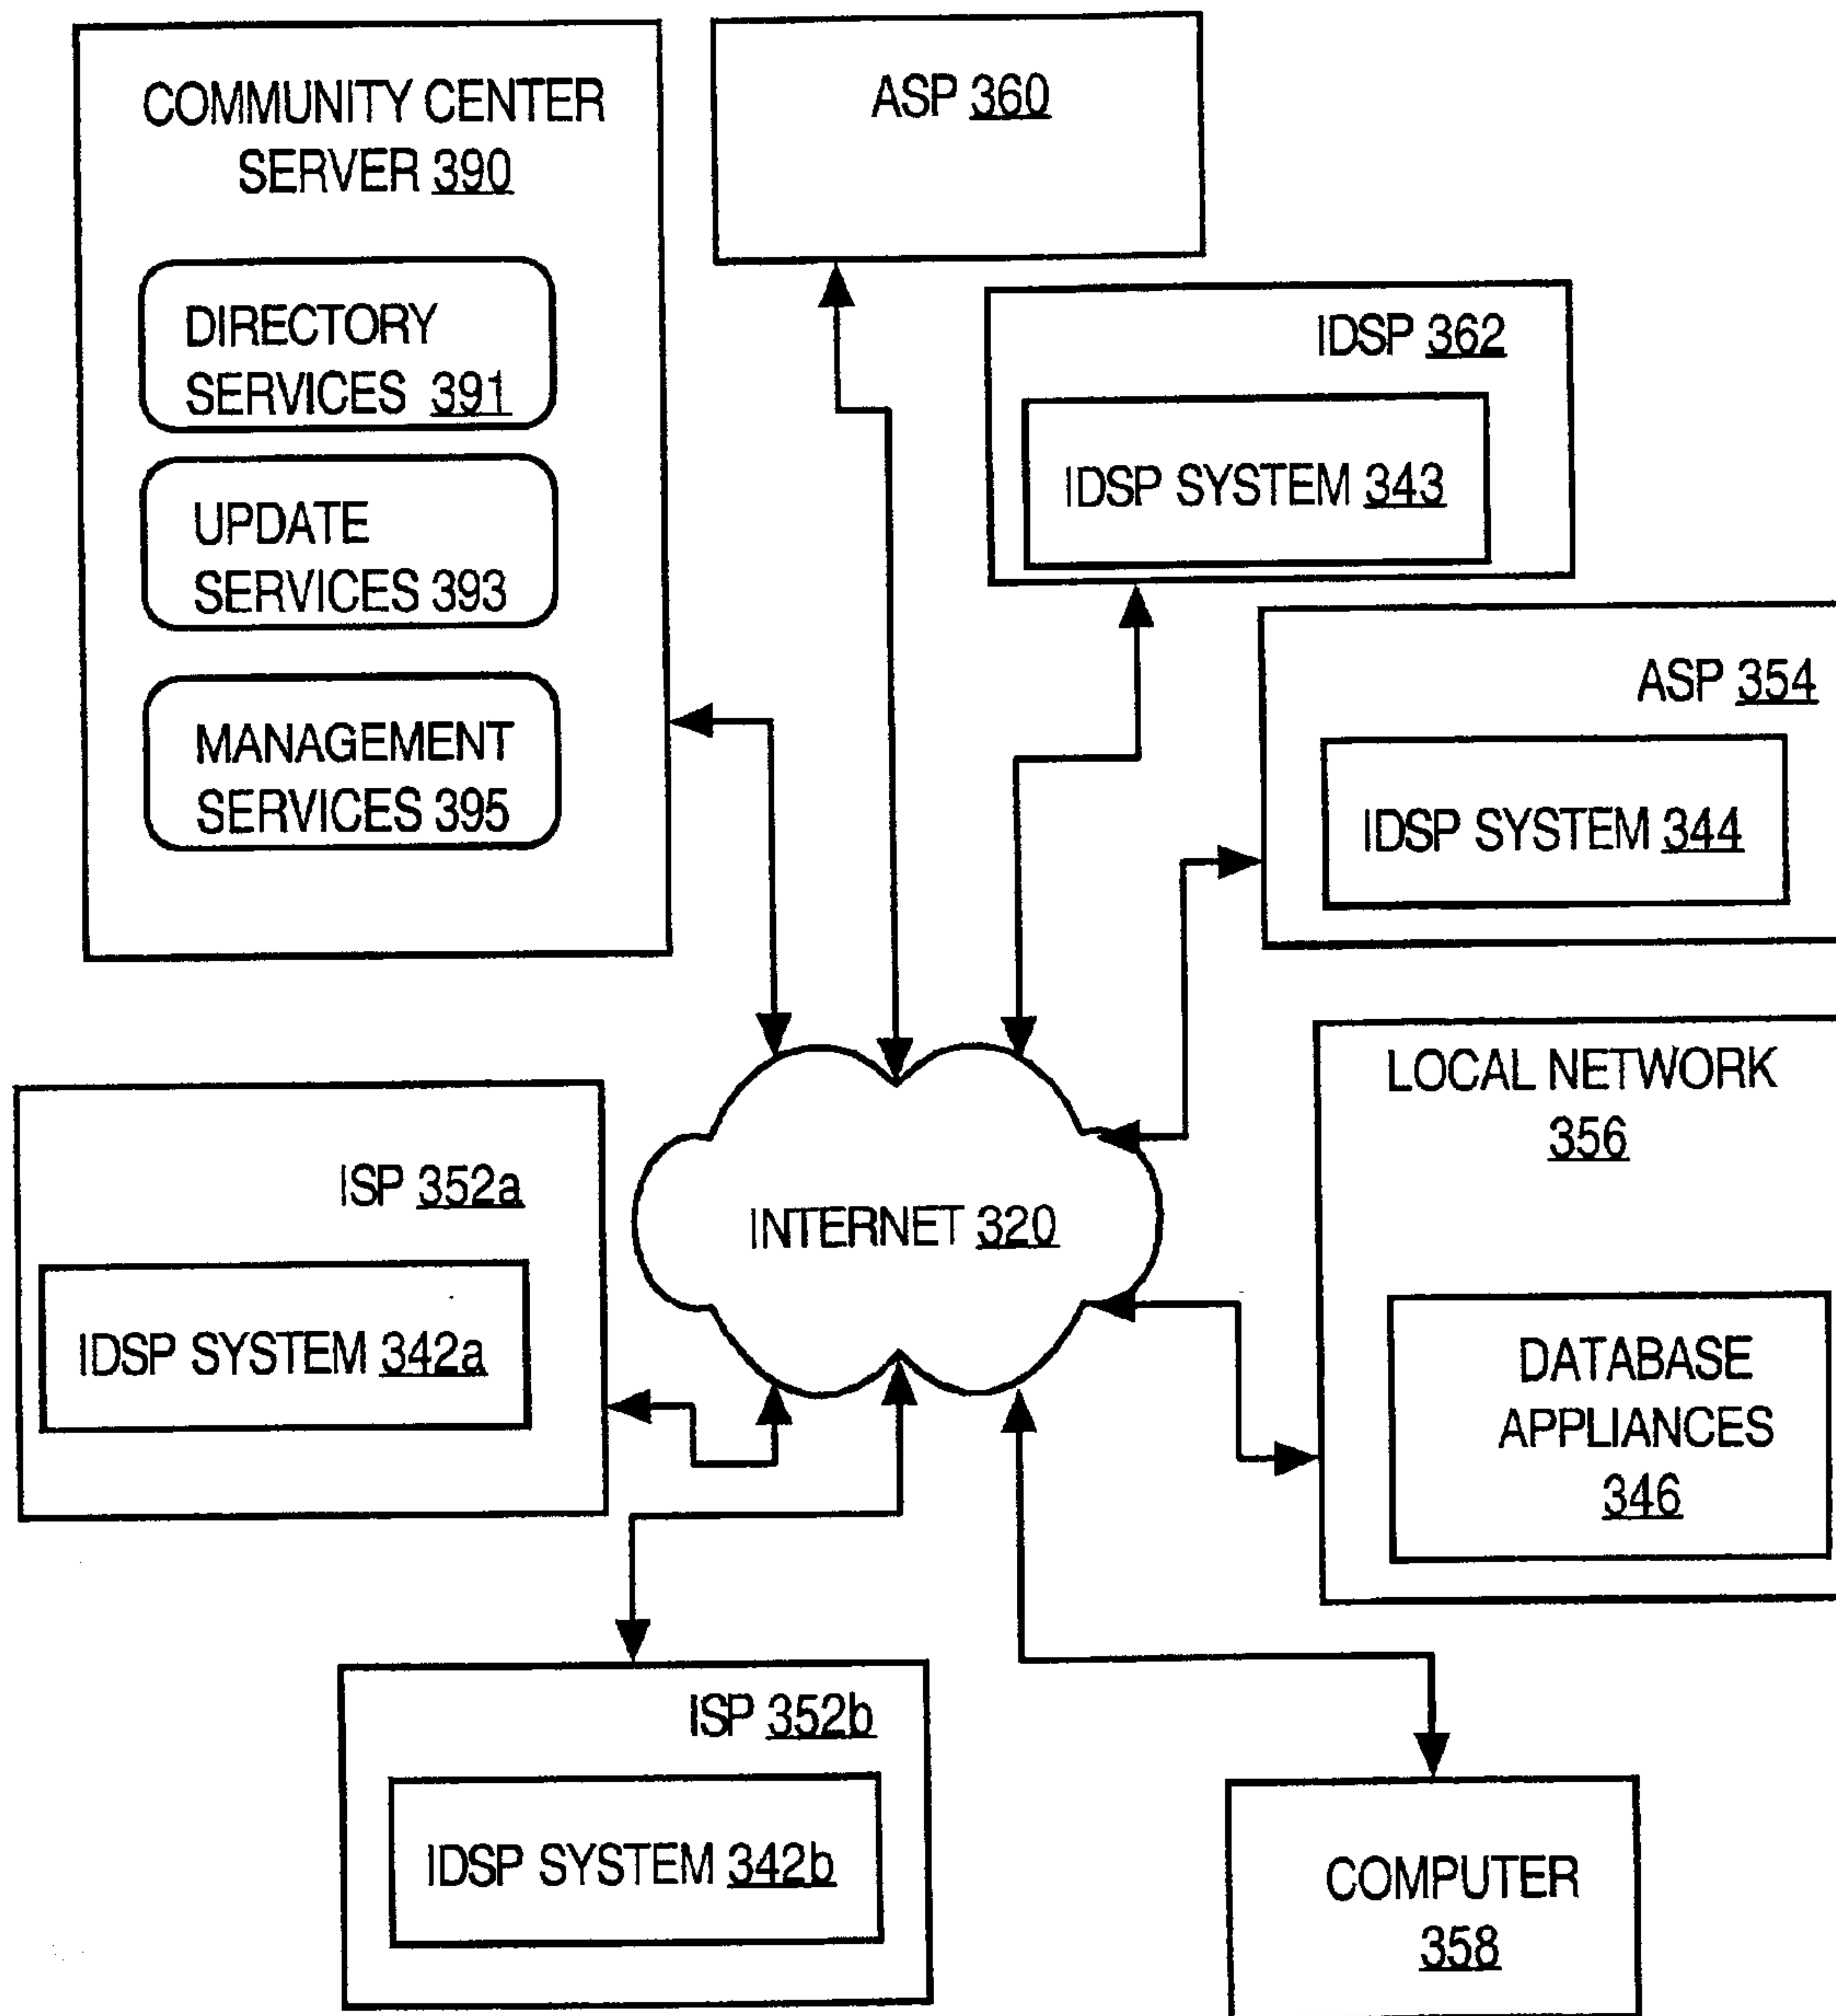 COMMUNITY CENTER
SERVER 390
DIRECTORY
SERVICES 391
UPDATE
SERVICES 393
MANAGEMENT
SERVICES 395
ASP 360
IDSP 362
IDSP SYSTEM 343
ASP 354
IDSP SYSTEM 344
LOCAL NETWORK
356
DATABASE
APPLIANCES
346
INTERNET 320
ISP 352a
IDSP SYSTEM 342a
ISP 352b
IDSP SYSTEM 342b
COMPUTER
358